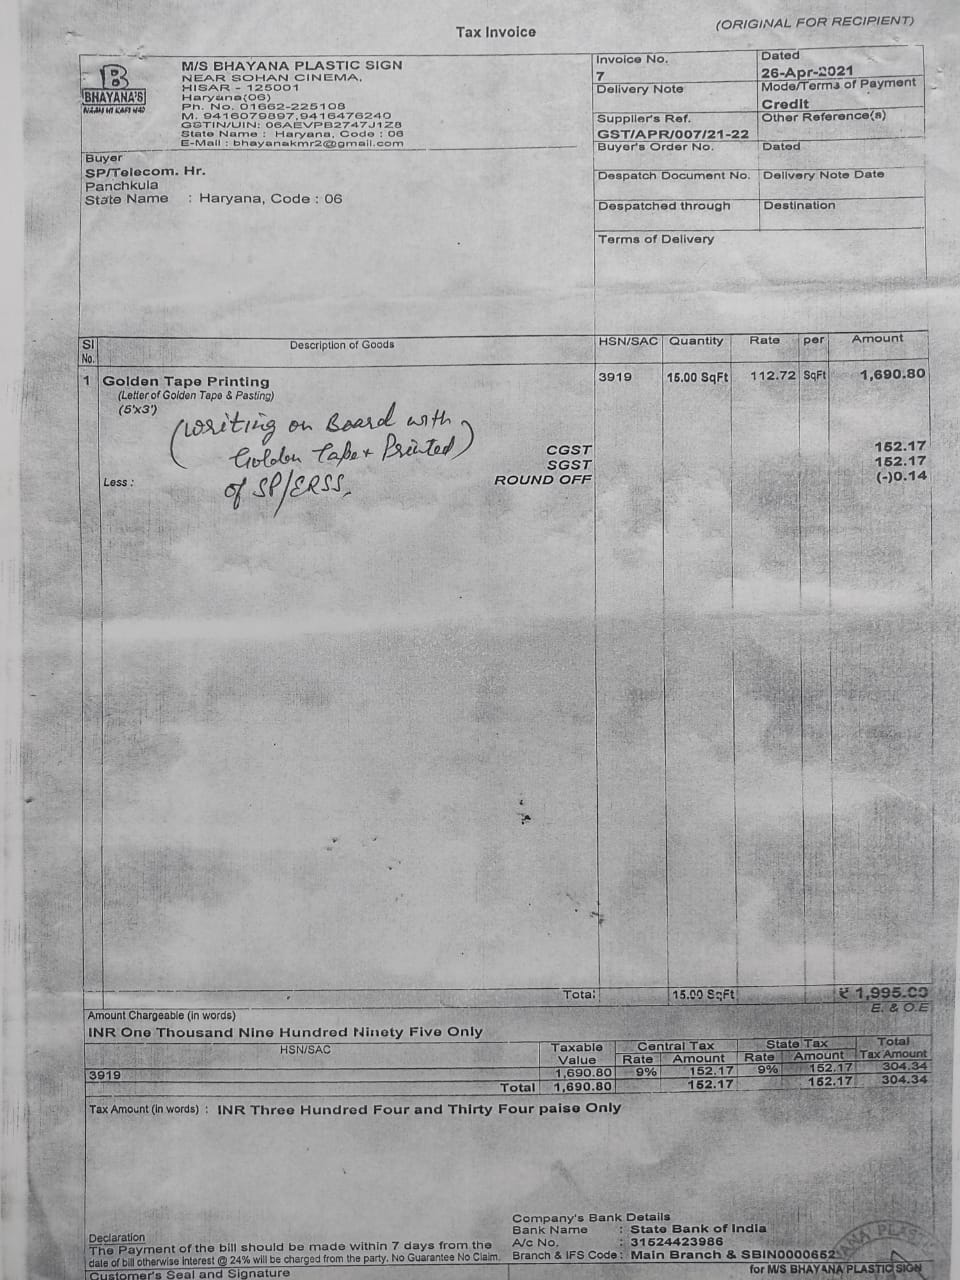 (ORIGINAL FOR RECIPIENT)
Tax Invoice
BHAYANA'S
M/S BHAYANA PLASTIC SIGN
NEAR SOHAN CINEMA,
HISAR - 125001
Haryana(06)
Ph. No. 01662-225108
M. 9416079897,9416476240
GSTIN/UIN: 06AEVPB2747J1Z8
State Name : Haryana, Code : 06
E-Mail : bhayanakmr2@gmail.com
Invoice No.
7
Dated
26-Apr-2021
Delivery Note
Mode/Terms of Payment
Credit
Supplier's Ref.
GST/APR/007/21-22
Other Reference(s)
Buyer's Order No.
Dated
Despatch Document No.
Delivery Note Date
Despatched through
Destination
Terms of Delivery
Buyer
SP/Telecom. Hr.
Panchkula
State Name : Haryana, Code : 06
Sl No. Description of Goods HSN/SAC Quantity Rate per Amount
1 Golden Tape Printing 3919 15.00 SqFt 112.72 SqFt 1,690.80
(Letter of Golden Tape & Pasting)
(5'x3')
(Writing on Board with
Golden Tape + Printed)
of SP/ERSS,
CGST 152.17
SGST 152.17
Less : ROUND OFF (-)0.14
Total 15.00 SqFt ₹ 1,995.00
Amount Chargeable (in words) E. & O.E
INR One Thousand Nine Hundred Ninety Five Only
HSN/SAC Taxable Value Central Tax Rate Amount State Tax Rate Amount Total Tax Amount
3919 1,690.80 9% 152.17 9% 152.17 304.34
Total 1,690.80 152.17 152.17 304.34
Tax Amount (in words) : INR Three Hundred Four and Thirty Four paise Only
Company's Bank Details
Bank Name : State Bank of India
A/c No. : 31524423986
Branch & IFS Code : Main Branch & SBIN0000652
Declaration
The Payment of the bill should be made within 7 days from the
date of bill otherwise interest @ 24% will be charged from the party. No Guarantee No Claim.
Customer's Seal and Signature
for M/S BHAYANA PLASTIC SIGN